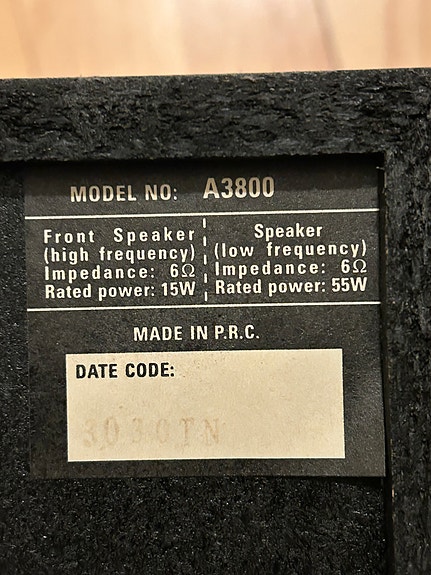 MODEL NO: A3800
Front Speaker
(high frequency)
Impedance: 6Ω
Rated power: 15W
Speaker
(low frequency)
Impedance: 6Ω
Rated power: 55W
MADE IN P.R.C.
DATE CODE:
3030TN